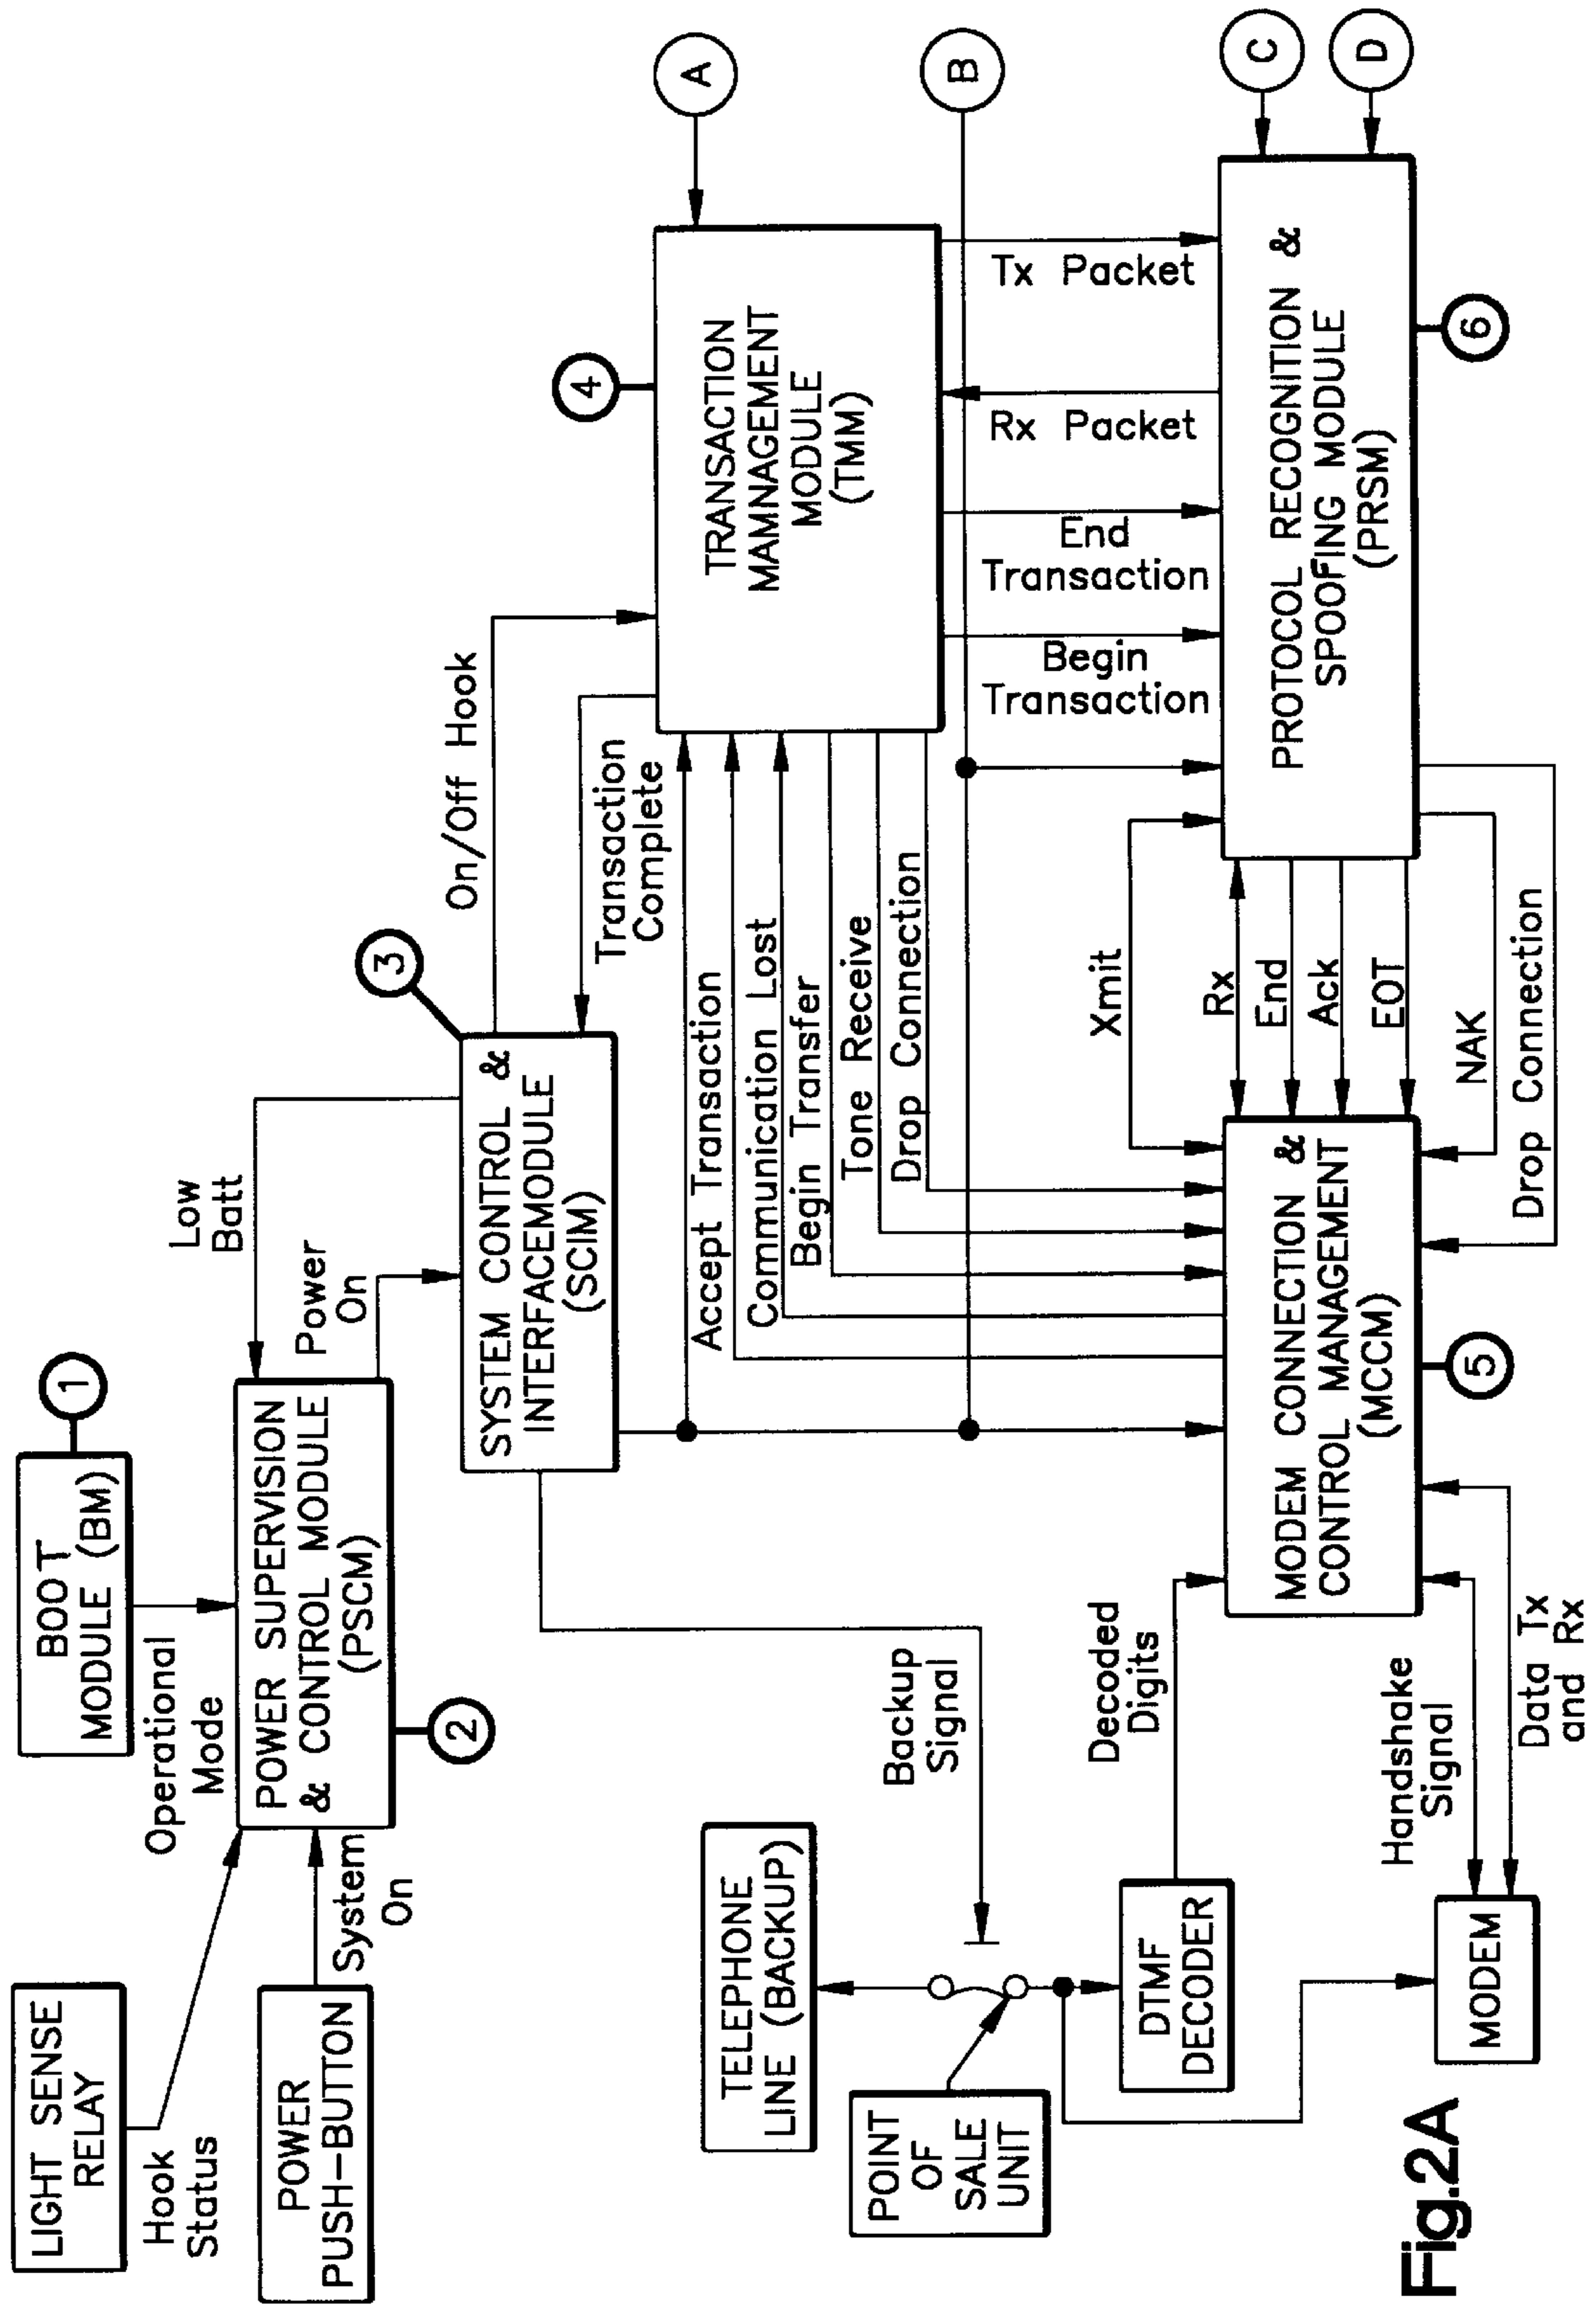 LIGHT SENSE
RELAY
Hook
Status
POWER
PUSH-BUTTON
System
On
BOOT
MODULE (BM)
1
Operational
Mode
POWER SUPERVISION
& CONTROL MODULE
(PSCM)
2
Low
Batt
Power
On
3
SYSTEM CONTROL &
INTERFACEMODULE
(SCIM)
On/Off Hook
Transaction
Complete
4
TRANSACTION
MAMNAGEMENT
MODULE
(TMM)
A
B
Accept Transaction
Communication Lost
Begin Transfer
Tone Receive
Drop Connection
Begin
Transaction
End
Transaction
Rx Packet
Tx Packet
TELEPHONE
LINE (BACKUP)
Backup
Signal
POINT
OF
SALE
UNIT
DTMF
DECODER
Decoded
Digits
MODEM
Handshake
Signal
Data Tx
and Rx
MODEM CONNECTION &
CONTROL MANAGEMENT
(MCCM)
5
Xmit
Rx
End
Ack
EOT
NAK
Drop Connection
PROTOCOL RECOGNITION &
SPOOFING MODULE
(PRSM)
6
C
D
Fig.2A